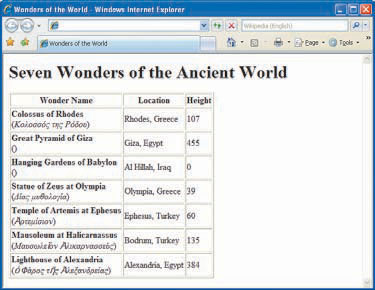 Wonders of the World - Windows Internet Explorer
Wikipedia (English)
Wonders of the World
Page Tools
Seven Wonders of the Ancient World
Wonder Name Location Height
Colossus of Rhodes
(Κολοσσός της Ρόδου) Rhodes, Greece 107
Great Pyramid of Giza
() Giza, Egypt 455
Hanging Gardens of Babylon
() Al Hillah, Iraq 0
Statue of Zeus at Olympia
(Δίας μυθολογία) Olympia, Greece 39
Temple of Artemis at Ephesus
(Ἀρτεμίσιον) Ephesus, Turkey 60
Mausoleum at Halicarnassus
(Μαυσωλεῖον Ἁλικαρνασσεύς) Bodrum, Turkey 135
Lighthouse of Alexandria
(ὁ Φάρος τῆς Ἀλεξανδρείας) Alexandria, Egypt 384